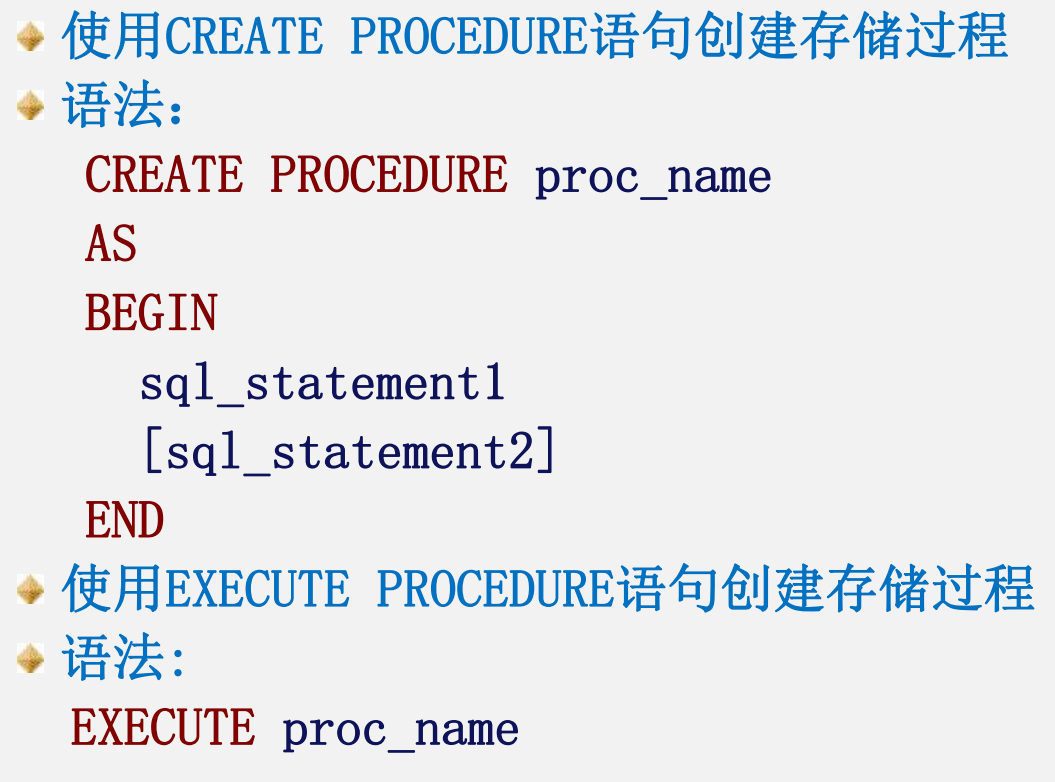 使用CREATE PROCEDURE语句创建存储过程
语法：
CREATE PROCEDURE proc_name
AS
BEGIN
sql_statement1
[sql_statement2]
END
使用EXECUTE PROCEDURE语句创建存储过程
语法:
EXECUTE proc_name